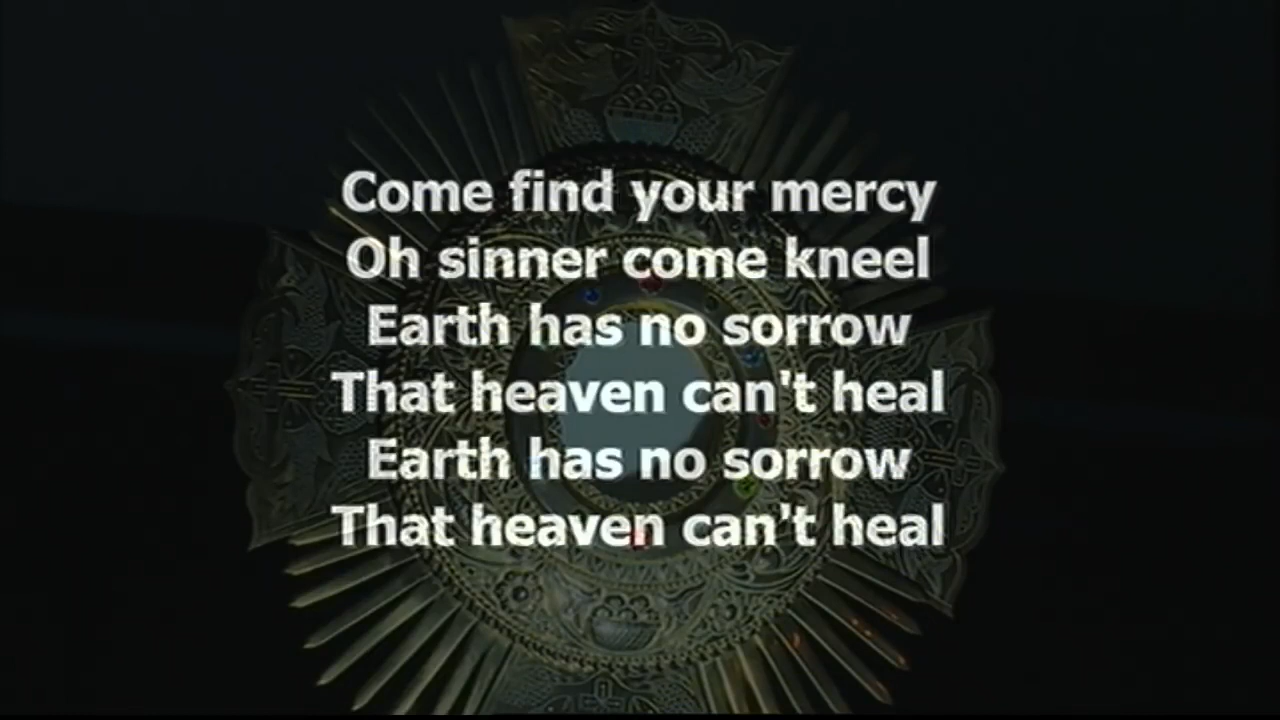 Come find your mercy
Oh sinner come kneel
Earth has no sorrow
That heaven can't heal
Earth has no sorrow
That heaven can't heal